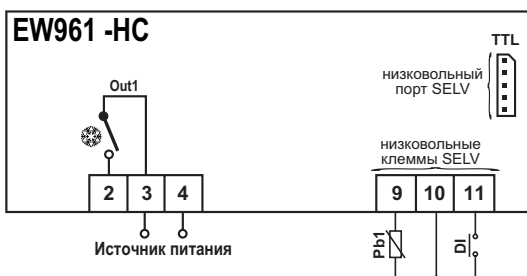 EW961 -HC
TTL
низковольный
порт SELV
Out1
низковольные
клеммы SELV
2 3 4 9 10 11
Источник питания
Pb1
DI